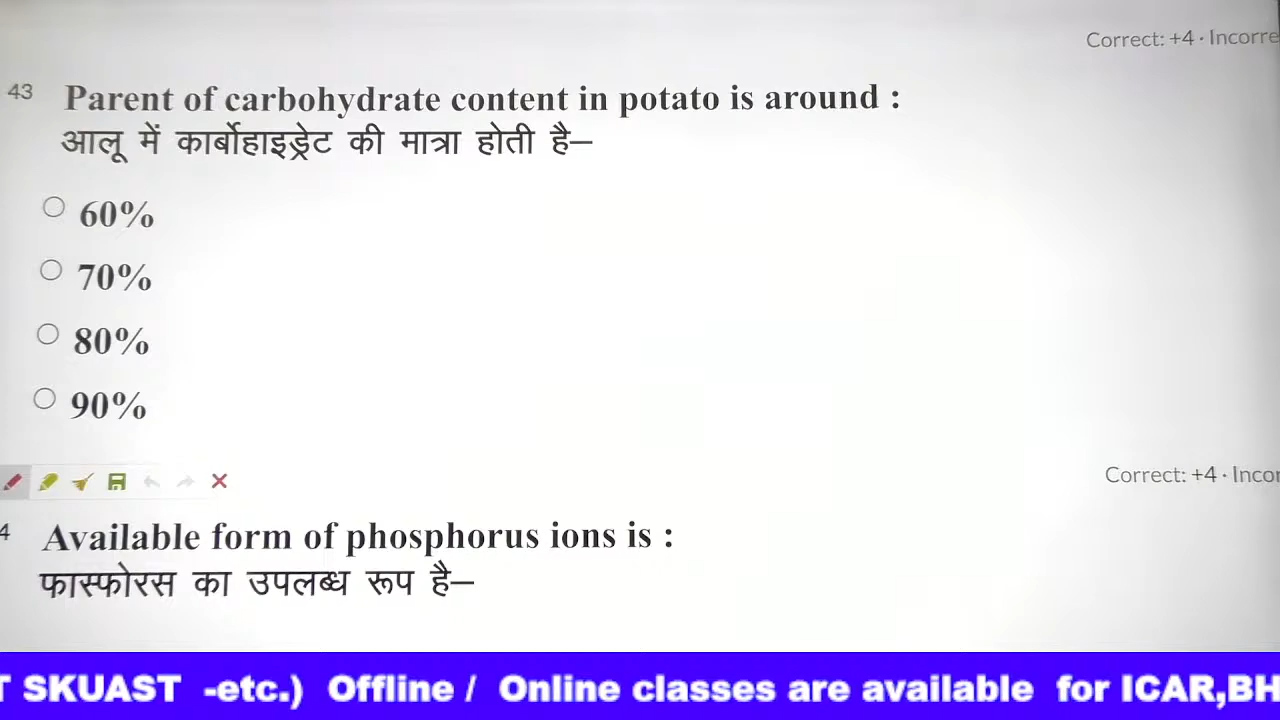 Correct: +4 · Incorre
43 Parent of carbohydrate content in potato is around :
आलू में कार्बोहाइड्रेट की मात्रा होती है–
60%
70%
80%
90%
Correct: +4 · Incor
4 Available form of phosphorus ions is :
फास्फोरस का उपलब्ध रूप है–
T SKUAST -etc.) Offline / Online classes are available for ICAR,BH